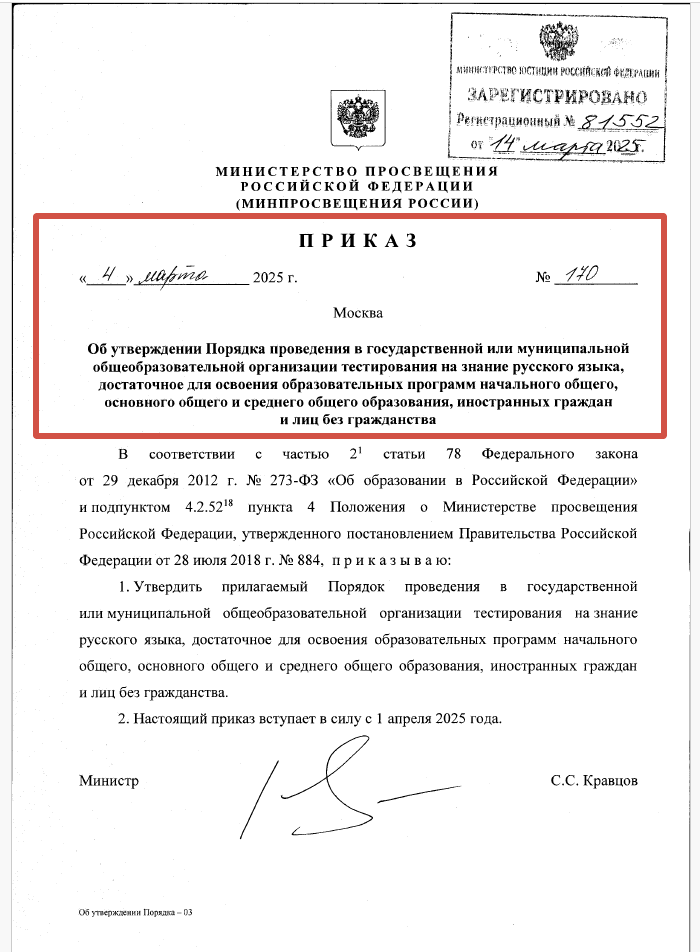 МИНИСТЕРСТВО ЮСТИЦИИ РОССИЙСКОЙ ФЕДЕРАЦИИ
ЗАРЕГИСТРИРОВАНО
Регистрационный № 81552
от "14" марта 2025г.
МИНИСТЕРСТВО ПРОСВЕЩЕНИЯ
РОССИЙСКОЙ ФЕДЕРАЦИИ
(МИНПРОСВЕЩЕНИЯ РОССИИ)
ПРИКАЗ
« 4 » марта 2025 г. № 170
Москва
Об утверждении Порядка проведения в государственной или муниципальной
общеобразовательной организации тестирования на знание русского языка,
достаточное для освоения образовательных программ начального общего,
основного общего и среднего общего образования, иностранных граждан
и лиц без гражданства
В соответствии с частью 2¹ статьи 78 Федерального закона
от 29 декабря 2012 г. № 273-ФЗ «Об образовании в Российской Федерации»
и подпунктом 4.2.52¹⁸ пункта 4 Положения о Министерстве просвещения
Российской Федерации, утвержденного постановлением Правительства Российской
Федерации от 28 июля 2018 г. № 884, п р и к а з ы в а ю:
1. Утвердить прилагаемый Порядок проведения в государственной
или муниципальной общеобразовательной организации тестирования на знание
русского языка, достаточное для освоения образовательных программ начального
общего, основного общего и среднего общего образования, иностранных граждан
и лиц без гражданства.
2. Настоящий приказ вступает в силу с 1 апреля 2025 года.
Министр С.С. Кравцов
Об утверждении Порядка – 03